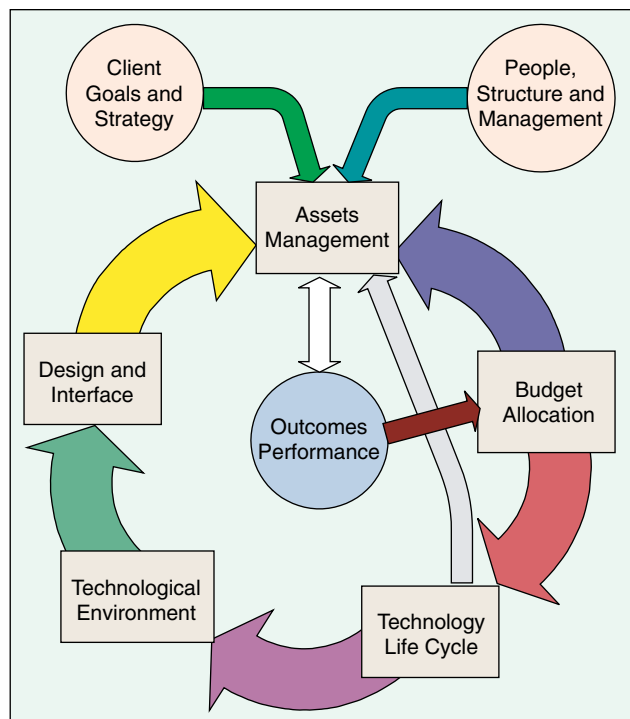 Client
Goals and
Strategy
People,
Structure and
Management
Assets
Management
Design and
Interface
Budget
Allocation
Outcomes
Performance
Technological
Environment
Technology
Life Cycle